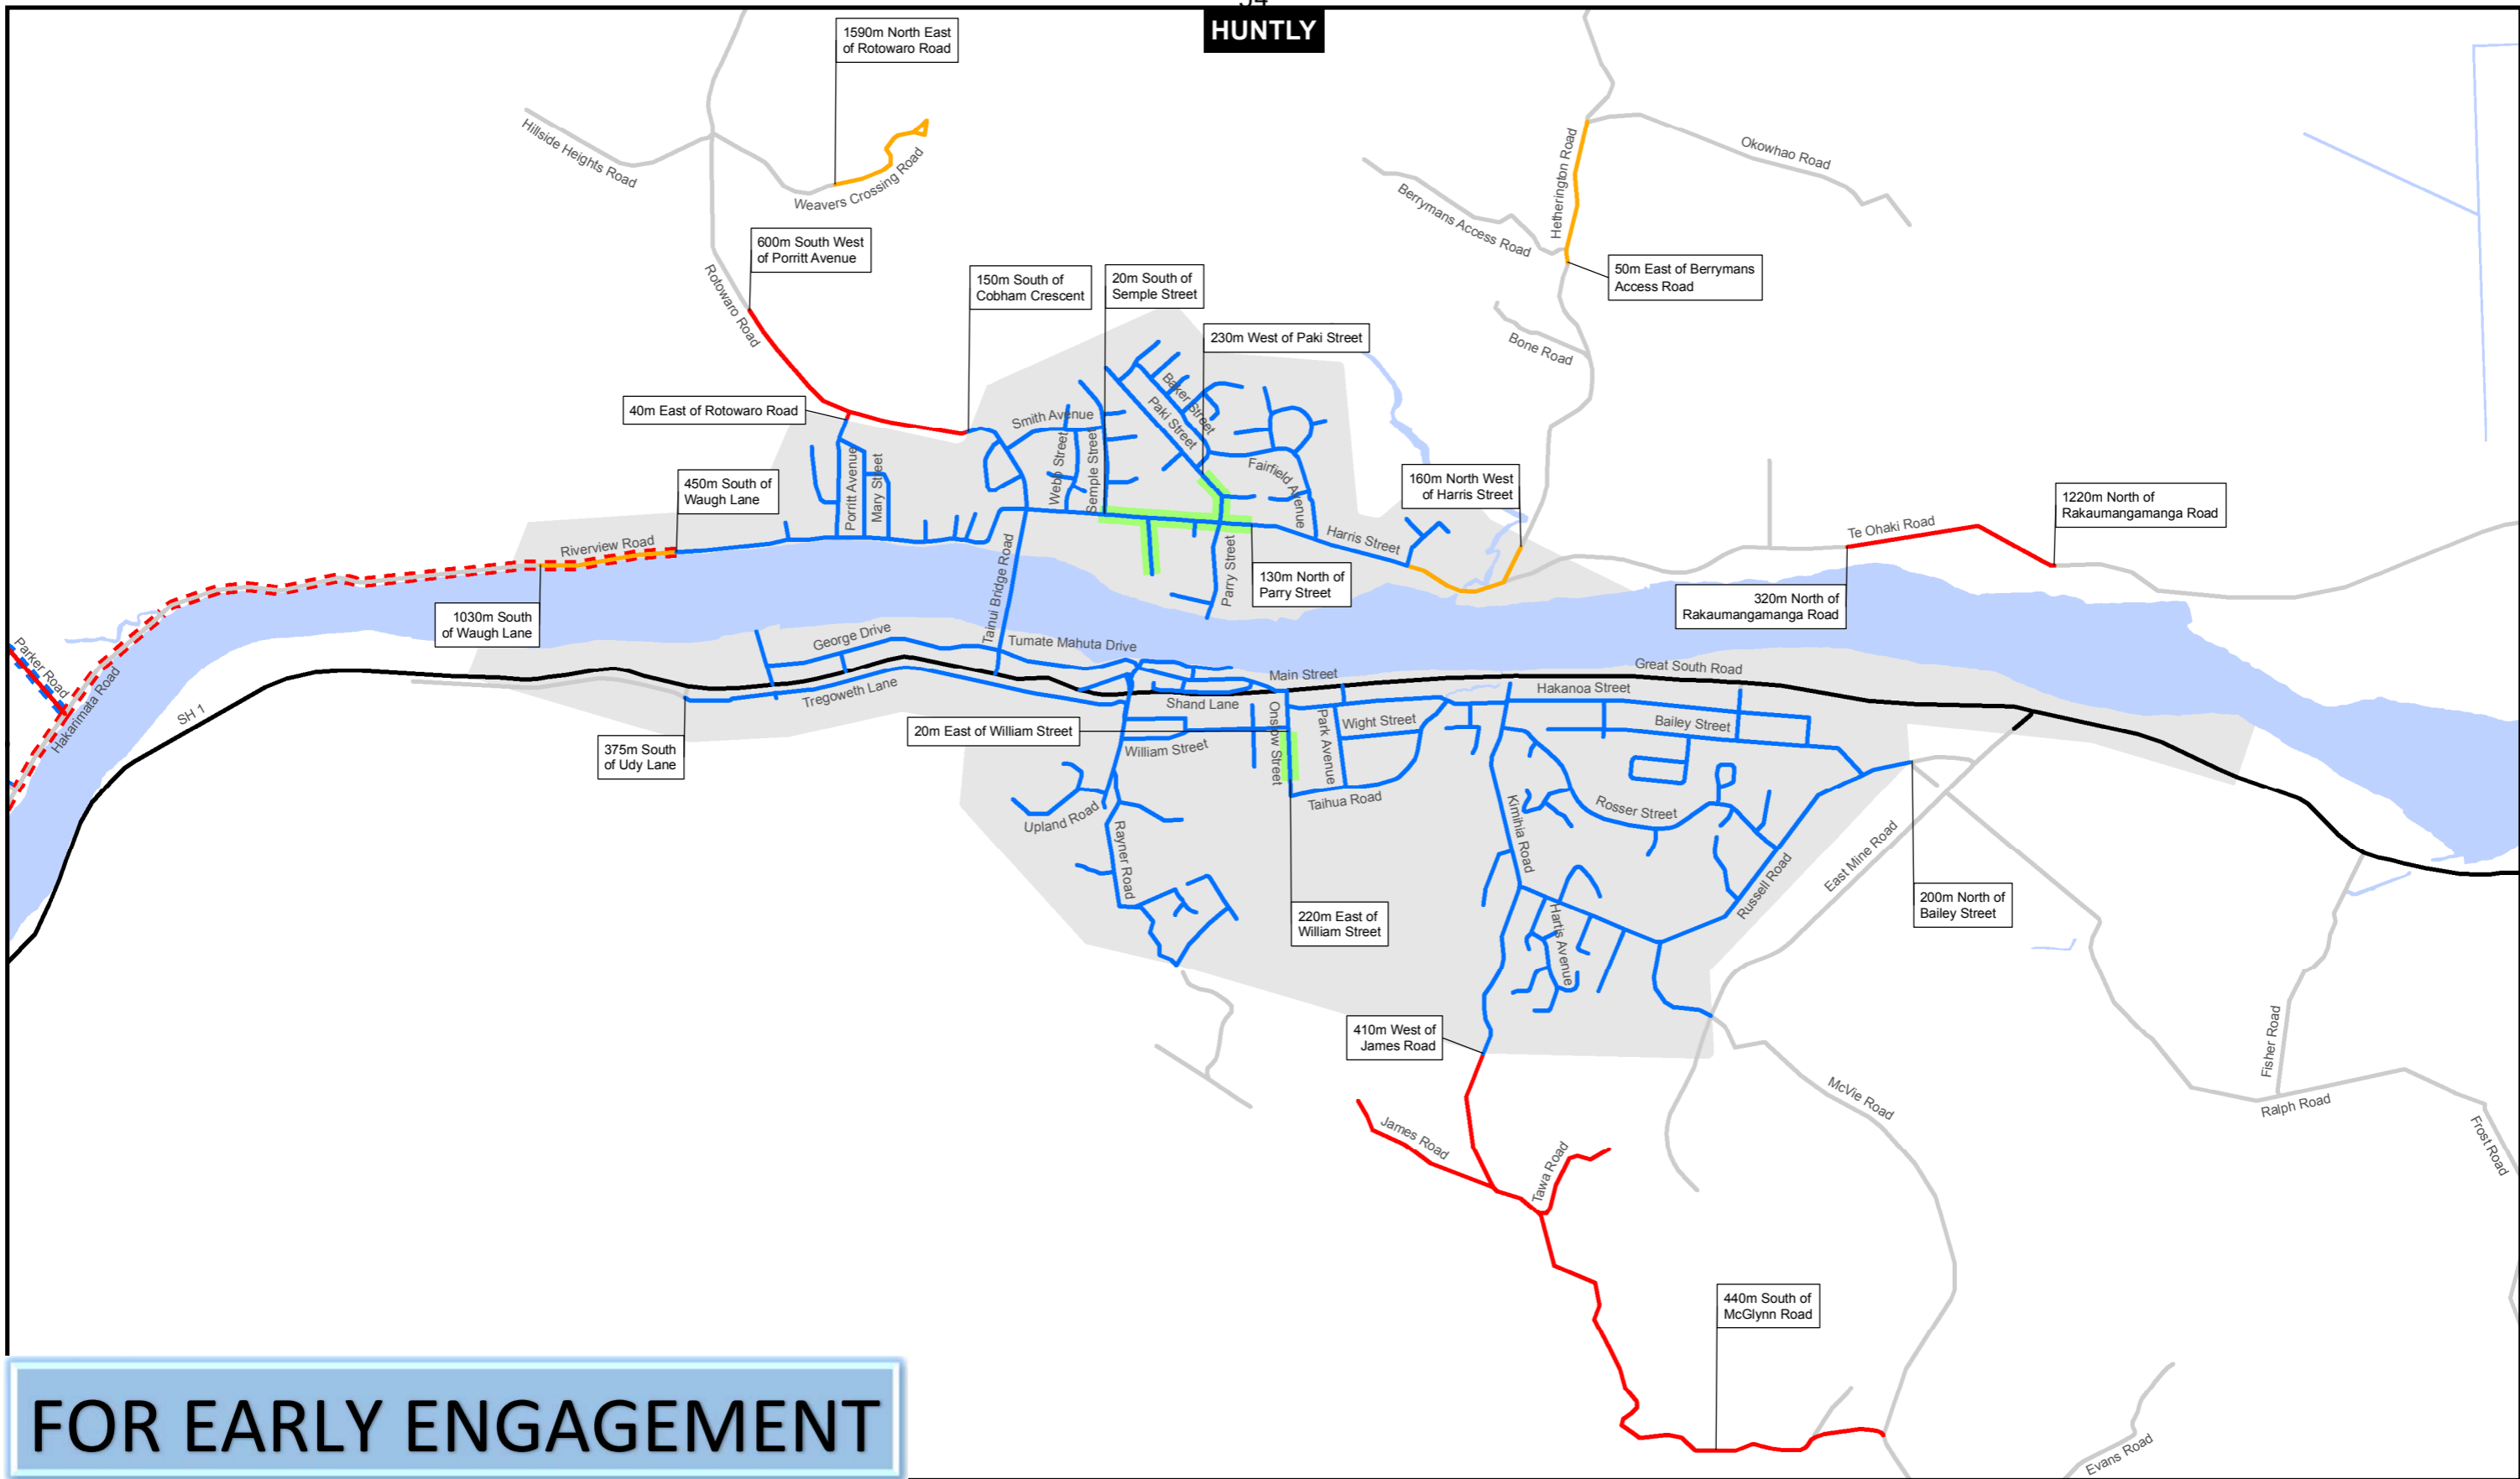 34
HUNTLY
1590m North East
of Rotowaro Road
Hillside Heights Road
Weavers Crossing Road
Okowhao Road
Hetherington Road
Berrymans Access Road
600m South West
of Porritt Avenue
Rotowaro Road
150m South of
Cobham Crescent
20m South of
Semple Street
50m East of Berrymans
Access Road
230m West of Paki Street
Bone Road
40m East of Rotowaro Road
Smith Avenue
Baker Street
Paki Street
Webb Street
Semple Street
Fairfield Avenue
Porritt Avenue
Mary Street
450m South of
Waugh Lane
160m North West
of Harris Street
1220m North of
Rakaumangamanga Road
Te Ohaki Road
Harris Street
Riverview Road
Tainui Bridge Road
Parry Street
130m North of
Parry Street
320m North of
Rakaumangamanga Road
1030m South
of Waugh Lane
Parker Road
Hakarimata Road
SH 1
George Drive
Tumate Mahuta Drive
Main Street
Great South Road
Tregoweth Lane
Shand Lane
Hakanoa Street
Onslow Street
Park Avenue
Wight Street
Bailey Street
20m East of William Street
William Street
375m South
of Udy Lane
Taihua Road
Upland Road
Rayner Road
Kimihia Road
Rosser Street
East Mine Road
Russell Road
220m East of
William Street
200m North of
Bailey Street
Hartis Avenue
410m West of
James Road
James Road
Tawa Road
McVie Road
Fisher Road
Ralph Road
Frost Road
440m South of
McGlynn Road
Evans Road
FOR EARLY ENGAGEMENT